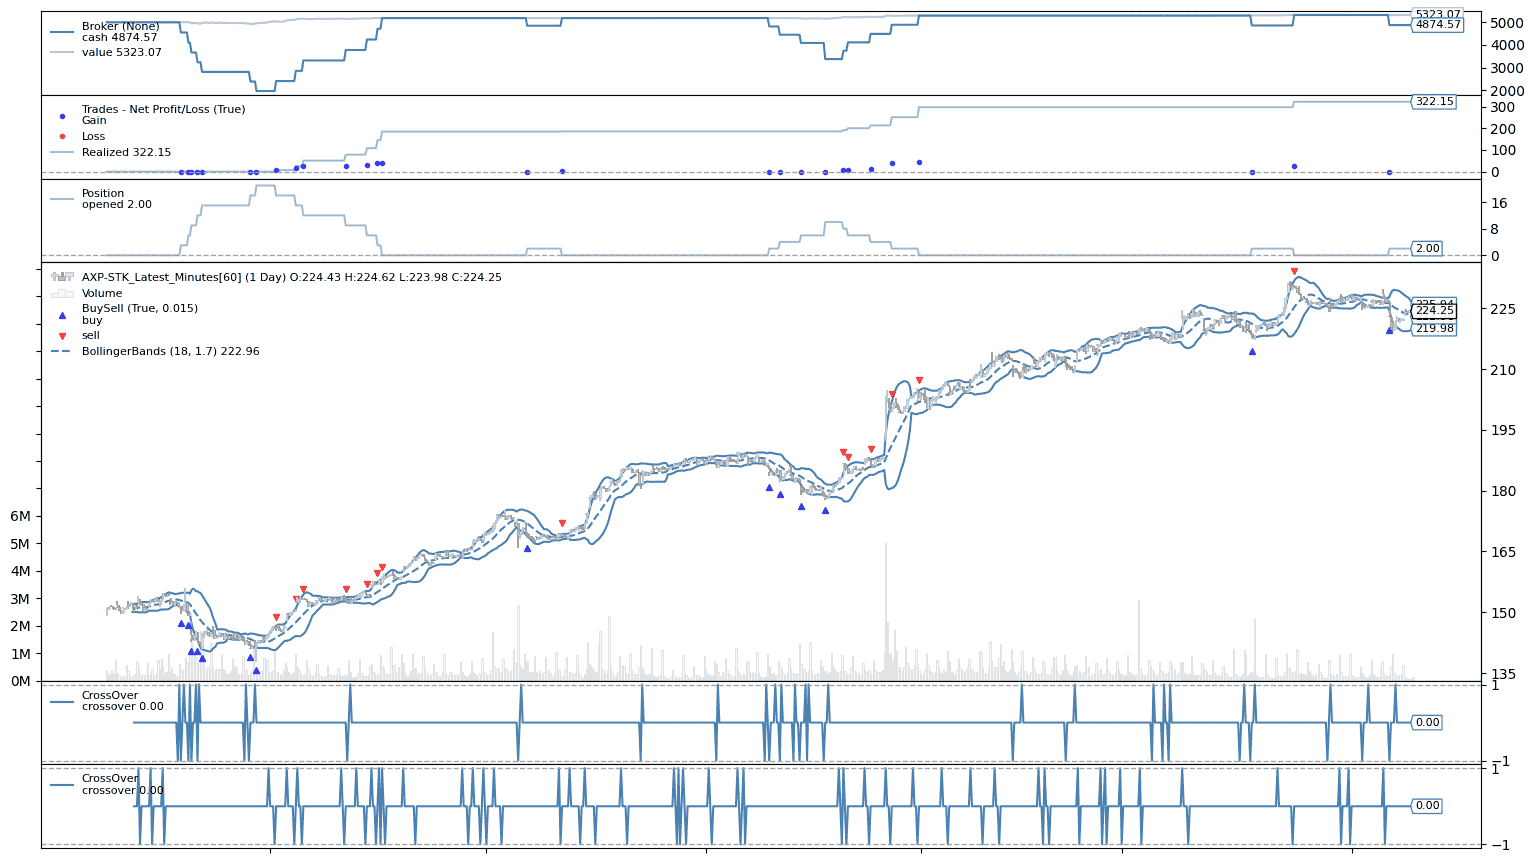 Broker (None)
cash 4874.57
value 5323.07
5323.07
4874.57
5000
4000
3000
2000
Trades - Net Profit/Loss (True)
Gain
Loss
Realized 322.15
322.15
300
200
100
0
Position
opened 2.00
2.00
16
8
0
AXP-STK_Latest_Minutes[60] (1 Day) O:224.43 H:224.62 L:223.98 C:224.25
Volume
BuySell (True, 0.015)
buy
sell
BollingerBands (18, 1.7) 222.96
225.94
224.25
219.98
225
210
195
180
165
150
135
6M
5M
4M
3M
2M
1M
0M
CrossOver
crossover 0.00
0.00
1
−1
CrossOver
crossover 0.00
0.00
1
−1